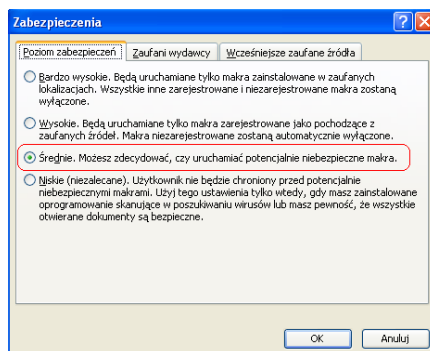 Zabezpieczenia
Poziom zabezpieczeń Zaufani wydawcy Wcześniejsze zaufane źródła
Bardzo wysokie. Będą uruchamiane tylko makra zainstalowane w zaufanych
lokalizacjach. Wszystkie inne zarejestrowane i niezarejestrowane makra zostaną
wyłączone.
Wysokie. Będą uruchamiane tylko makra zarejestrowane jako pochodzące z
zaufanych źródeł. Makra niezarejestrowane zostaną automatycznie wyłączone.
Średnie. Możesz zdecydować, czy uruchamiać potencjalnie niebezpieczne makra.
Niskie (niezalecane). Użytkownik nie będzie chroniony przed potencjalnie
niebezpiecznymi makrami. Użyj tego ustawienia tylko wtedy, gdy masz zainstalowane
oprogramowanie skanujące w poszukiwaniu wirusów lub masz pewność, że wszystkie
otwierane dokumenty są bezpieczne.
OK Anuluj